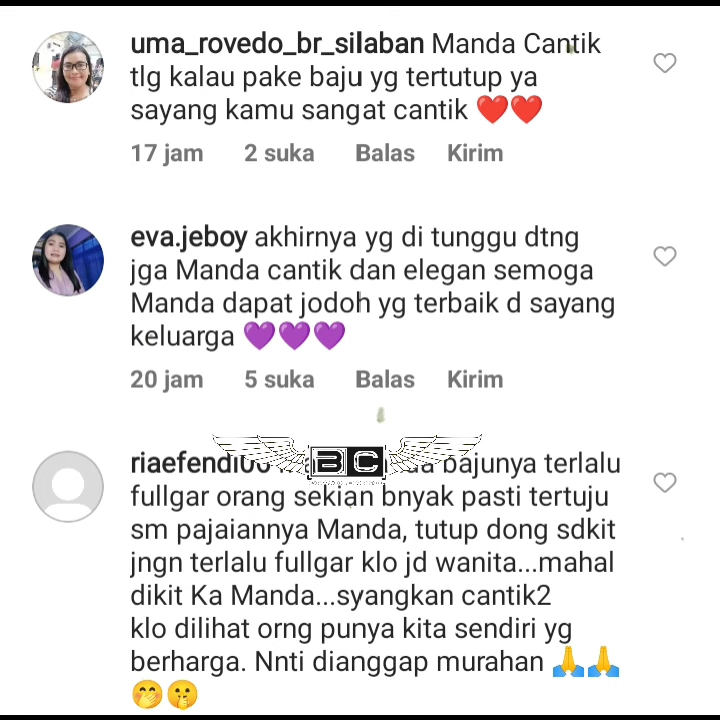 uma_rovedo_br_silaban Manda Cantik
tlg kalau pake baju yg tertutup ya
sayang kamu sangat cantik ❤️❤️
17 jam 2 suka Balas Kirim
eva.jeboy akhirnya yg di tunggu dtng
jga Manda cantik dan elegan semoga
Manda dapat jodoh yg terbaik d sayang
keluarga 💜💜💜
20 jam 5 suka Balas Kirim
BC
bajunya terlalu
fullgar orang sekian bnyak pasti tertuju
sm pajaiannya Manda, tutup dong sdkit
jngn terlalu fullgar klo jd wanita...mahal
dikit Ka Manda...syangkan cantik2
klo dilihat orng punya kita sendiri yg
berharga. Nnti dianggap murahan 🙏🙏
🤭🤫